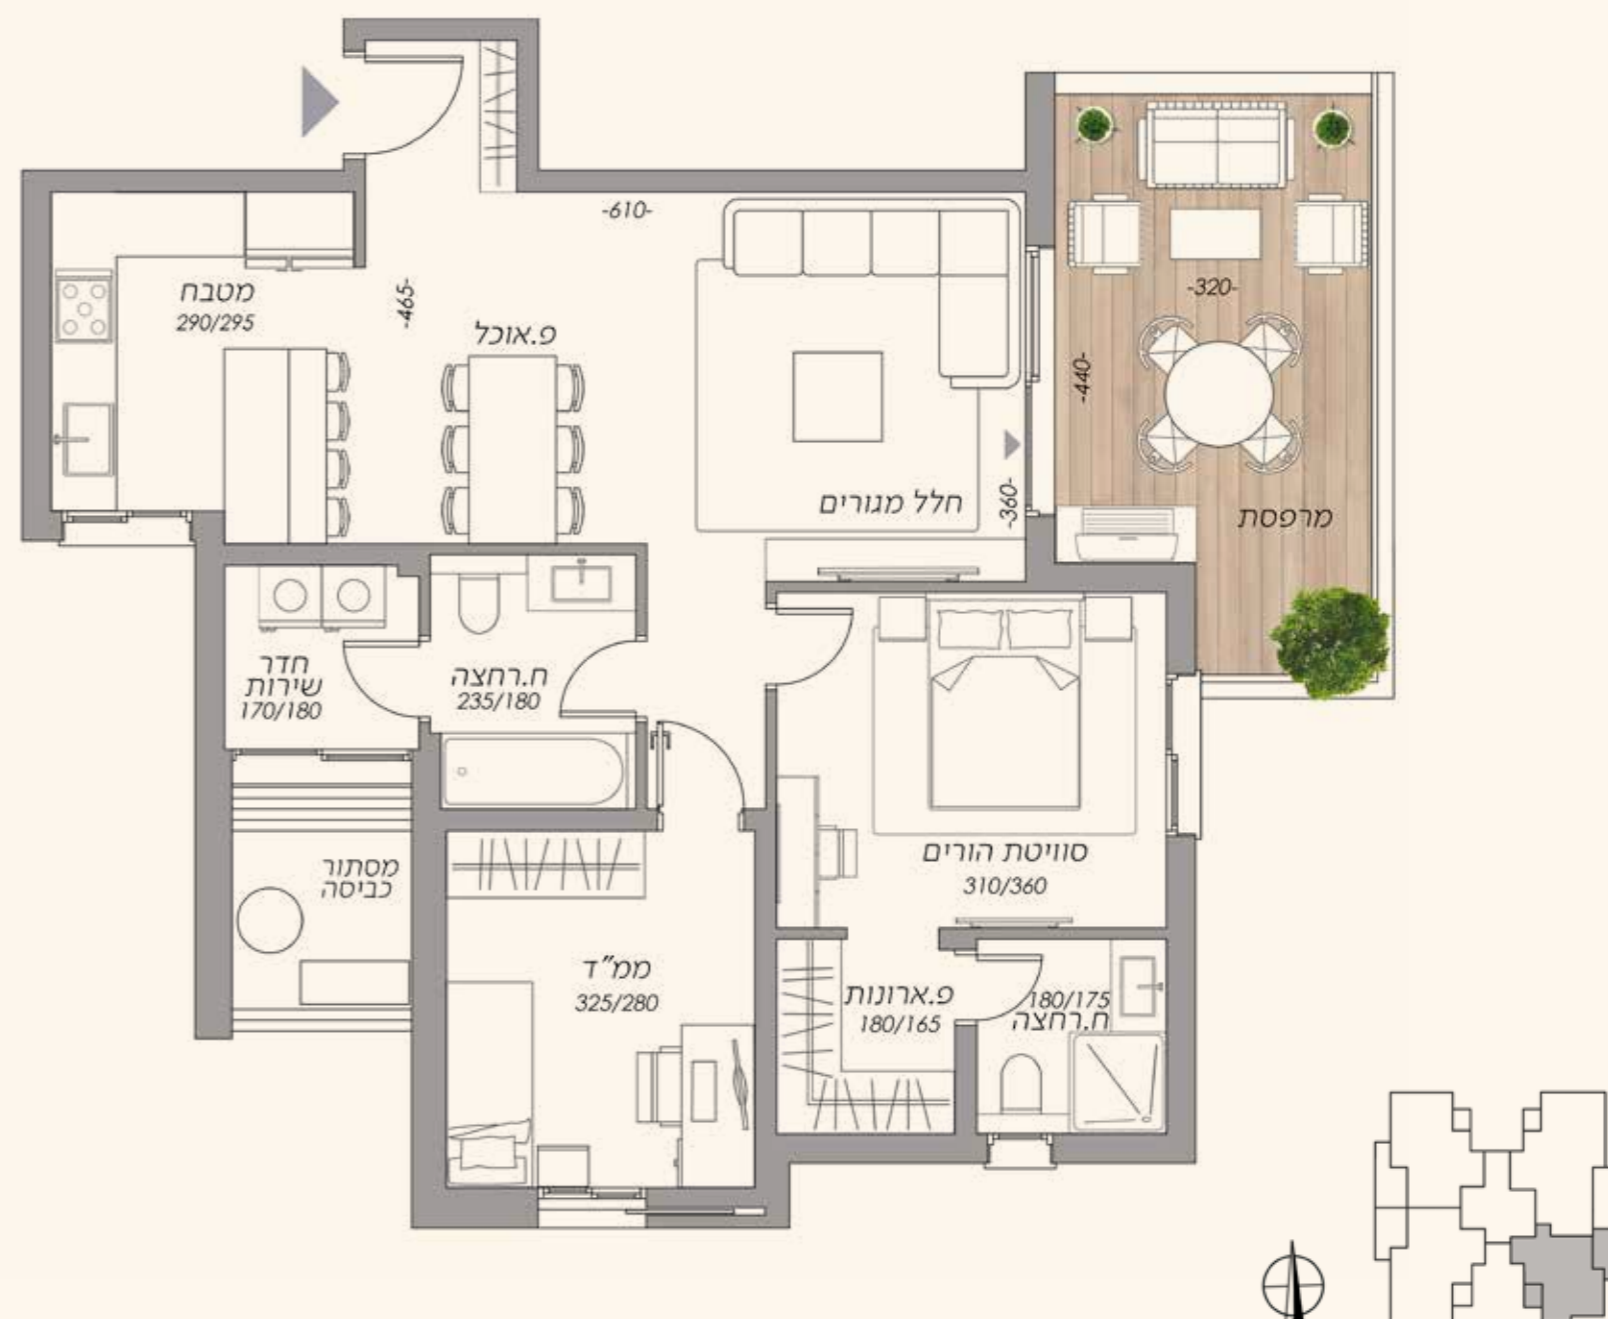 -610-
מטבח
290/295
-465-
פ.אוכל
-320-
-440-
חלל מגורים
-360-
מרפסת
חדר
שירות
170/180
ח.רחצה
235/180
מסתור
כביסה
סוויטת הורים
310/360
ממ"ד
325/280
פ.ארונות
180/165
180/175
ח.רחצה